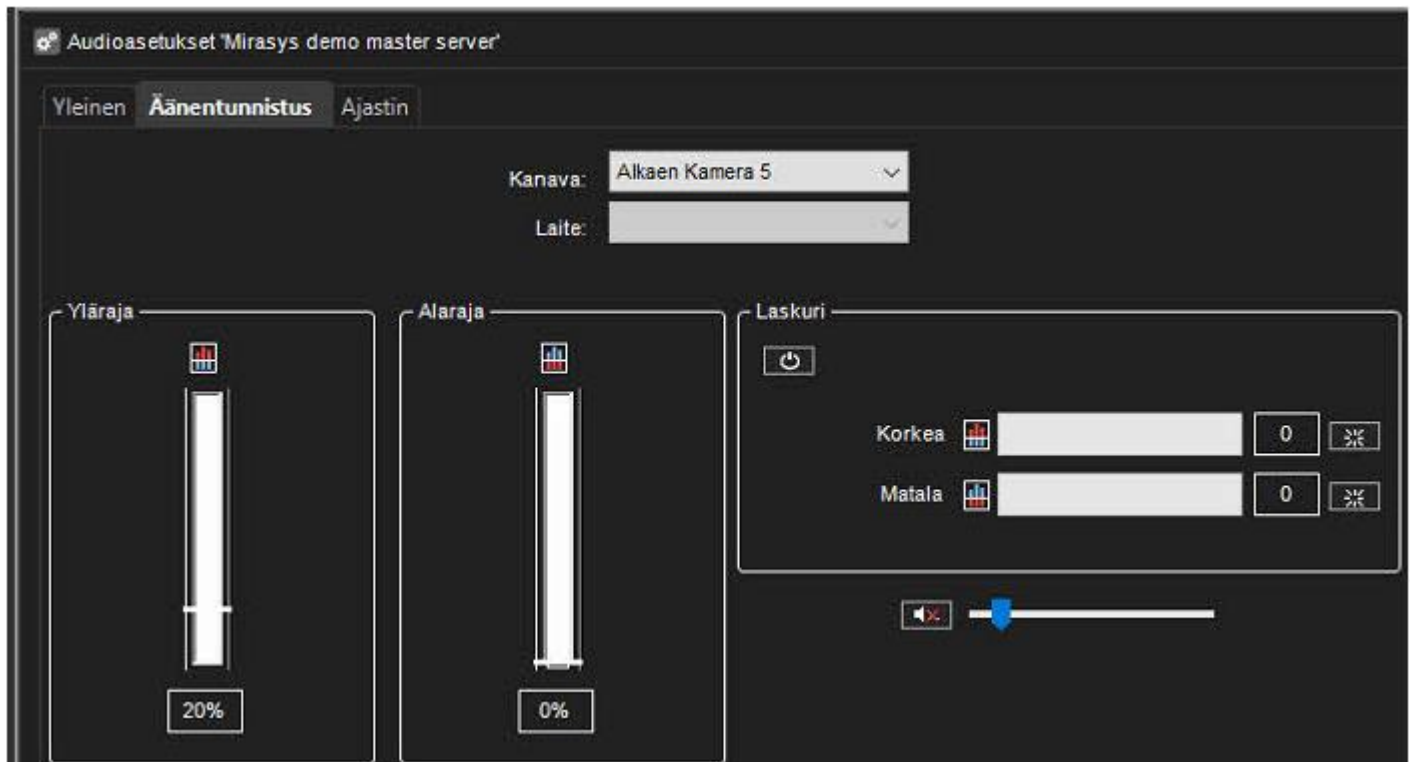 Audioasetukset 'Mirasys demo master server'
Yleinen Äänentunnistus Ajastin
Kanava: Alkaen Kamera 5
Laite:
Yläraja Alaraja Laskuri
Korkea 0
Matala 0
20% 0%